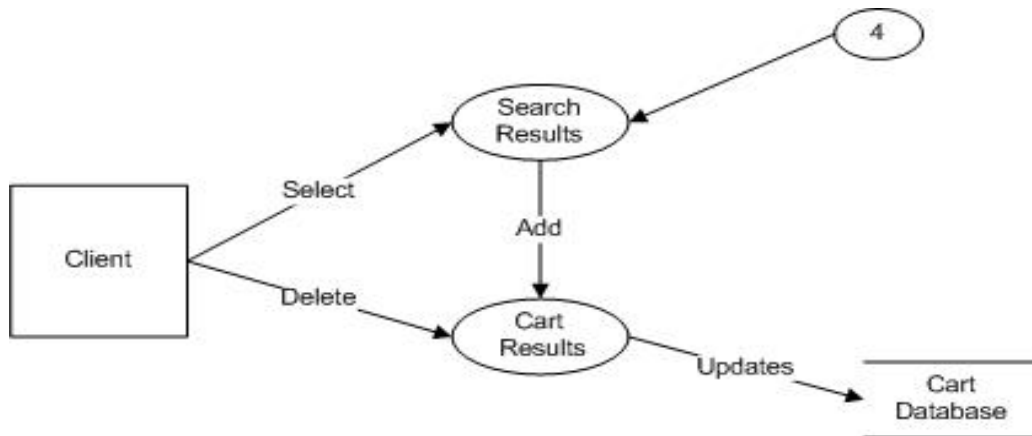 4
Search
Results
Select
Add
Client
Delete
Cart
Results
Updates
Cart
Database